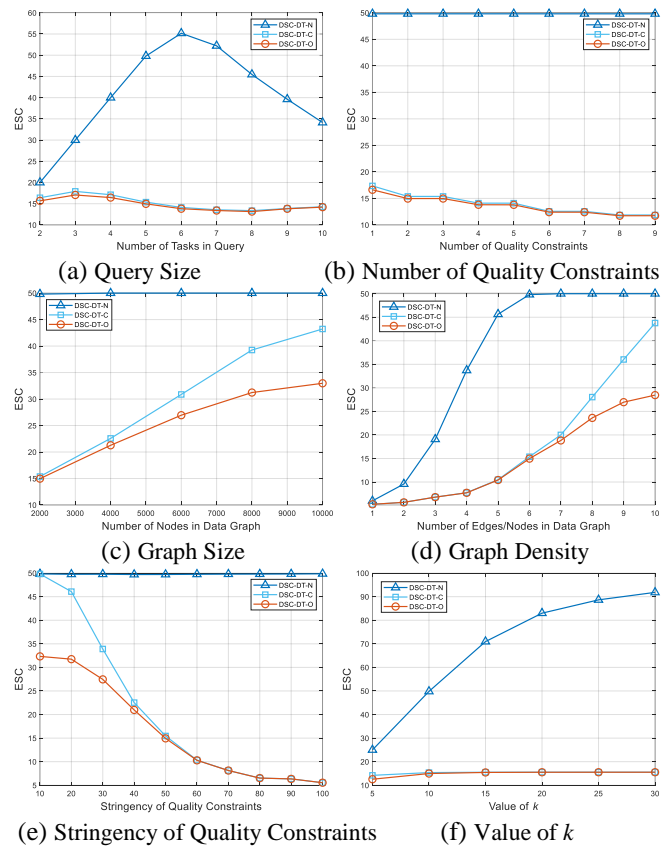 60
55
50
45
40
35
30
25
20
15
10
ESC
DSC-DT-N
DSC-DT-C
DSC-DT-O
2 3 4 5 6 7 8 9 10
Number of Tasks in Query
(a) Query Size
50
45
40
35
30
25
20
15
10
ESC
DSC-DT-N
DSC-DT-C
DSC-DT-O
1 2 3 4 5 6 7 8 9
Number of Quality Constraints
(b) Number of Quality Constraints
50
45
40
35
30
25
20
15
10
ESC
DSC-DT-N
DSC-DT-C
DSC-DT-O
2000 3000 4000 5000 6000 7000 8000 9000 10000
Number of Nodes in Data Graph
(c) Graph Size
50
45
40
35
30
25
20
15
10
5
ESC
DSC-DT-N
DSC-DT-C
DSC-DT-O
1 2 3 4 5 6 7 8 9 10
Number of Edges/Nodes in Data Graph
(d) Graph Density
50
45
40
35
30
25
20
15
10
5
ESC
DSC-DT-N
DSC-DT-C
DSC-DT-O
10 20 30 40 50 60 70 80 90 100
Stringency of Quality Constraints
(e) Stringency of Quality Constraints
100
90
80
70
60
50
40
30
20
10
ESC
DSC-DT-N
DSC-DT-C
DSC-DT-O
5 10 15 20 25 30
Value of k
(f) Value of k